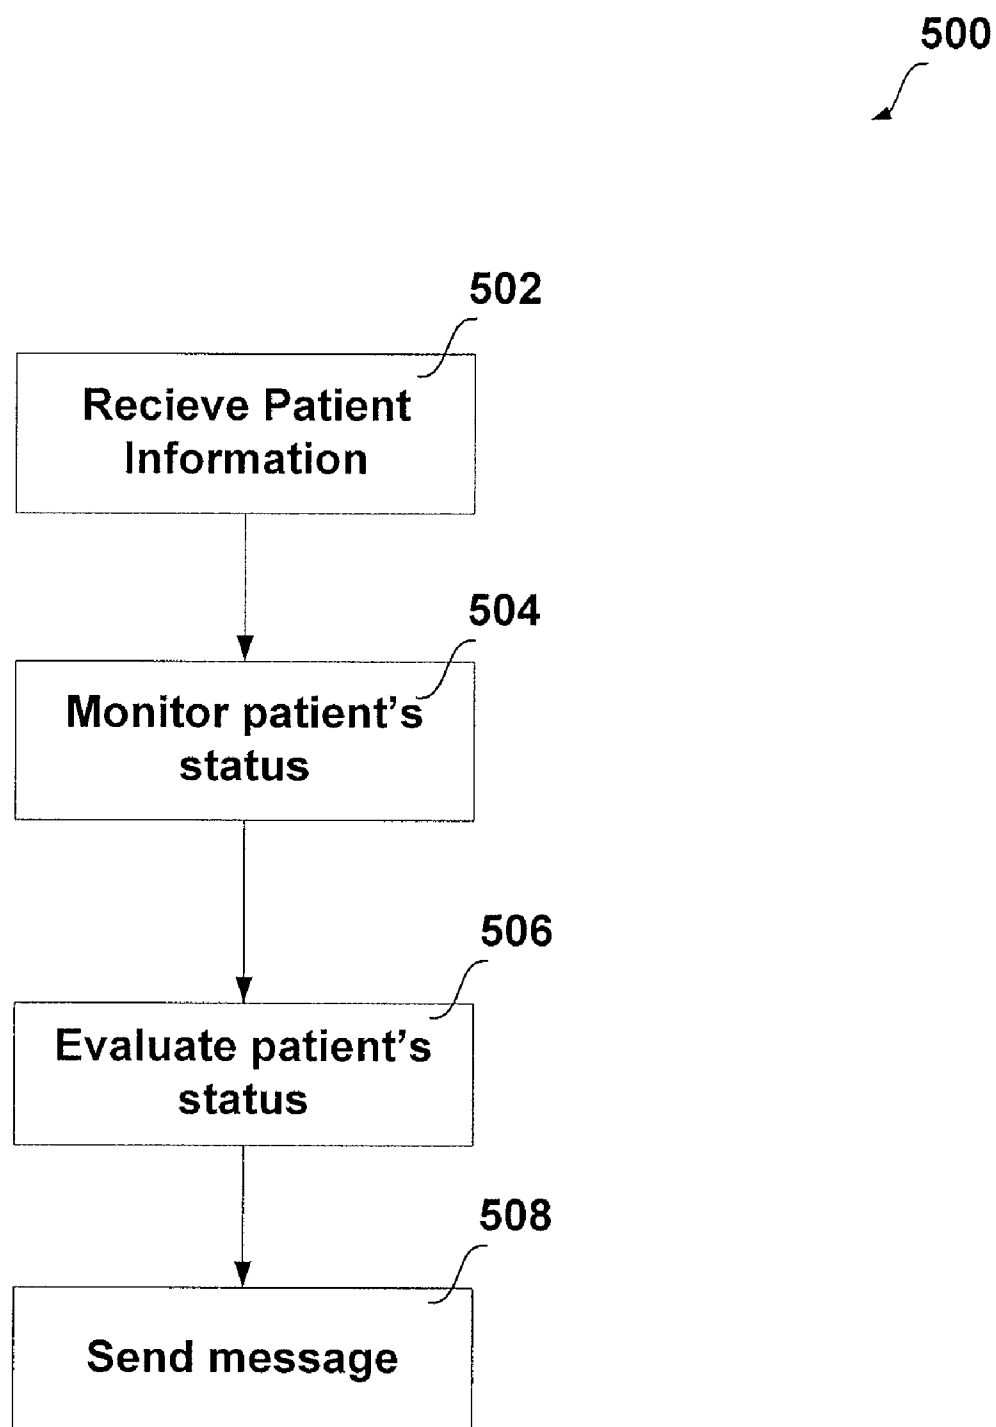 500
502
Recieve Patient
Information
504
Monitor patient's
status
506
Evaluate patient's
status
508
Send message